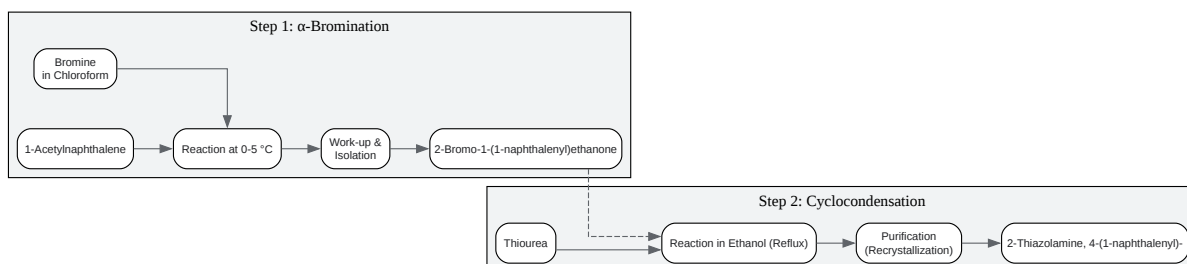 Step 1: α-Bromination
Bromine
in Chloroform
1-Acetylnaphthalene
Reaction at 0-5 °C
Work-up &
Isolation
2-Bromo-1-(1-naphthalenyl)ethanone
Step 2: Cyclocondensation
Thiourea
Reaction in Ethanol (Reflux)
Purification
(Recrystallization)
2-Thiazolamine, 4-(1-naphthalenyl)-